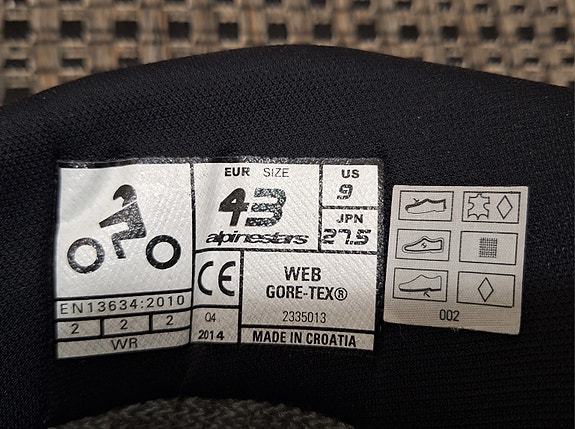 EN13634:2010
2 2 2
WR
EUR SIZE
43
alpinestars
US
9
JPN
27.5
CE
04
2014
WEB
GORE-TEX®
2335013
MADE IN CROATIA
002